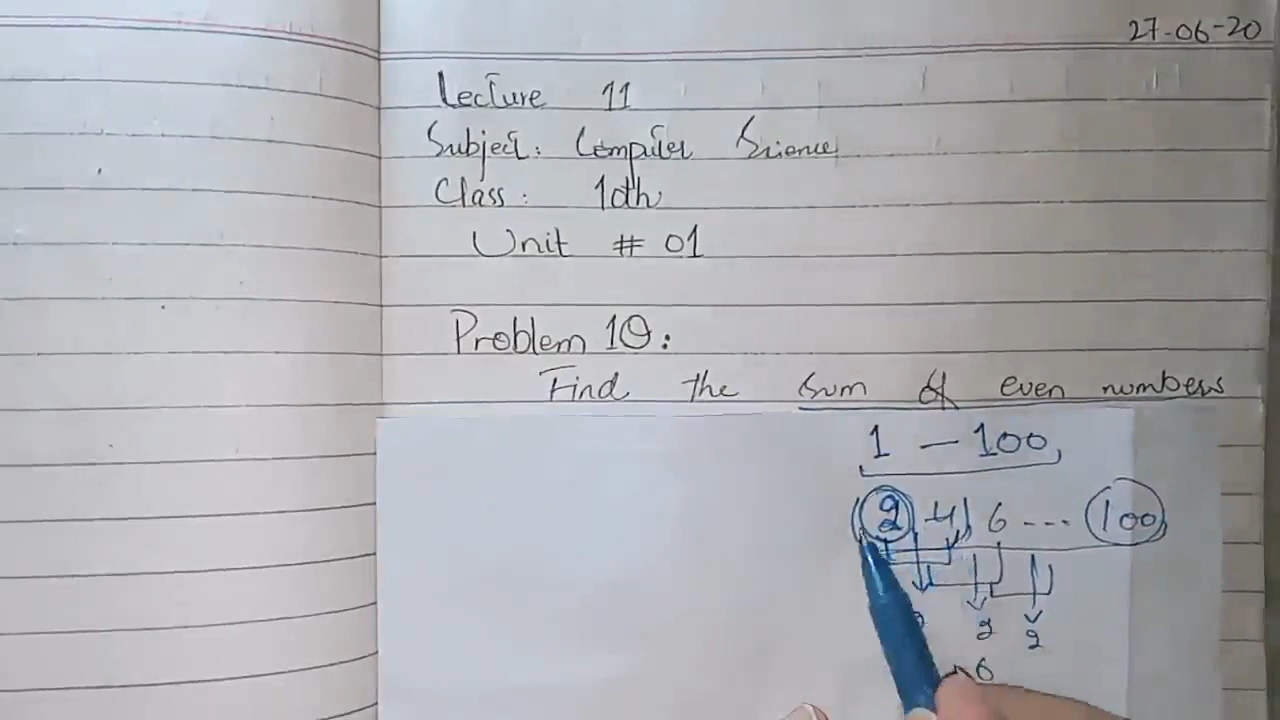 27-06-20
Lecture 11
Subject: Computer Science
Class: 10th
Unit # 01
Problem 10:
Find the sum of even numbers
1 - 100
(2 4) 6 --- 100
2 2
6